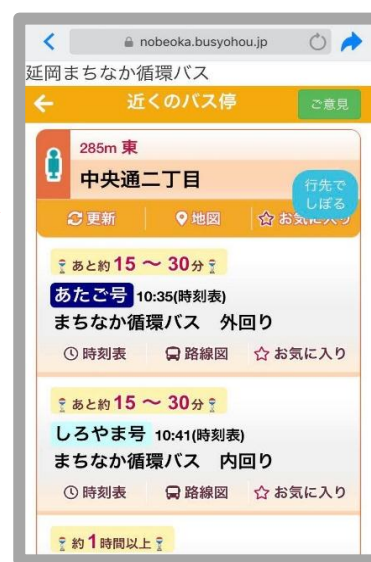 nobeoka.busyohou.jp
延岡まちなか循環バス
近くのバス停
ご意見
285m 東
中央通二丁目
行先で
しぼる
更新 地図 お気に入り
あと約15 〜 30分
あたご号 10:35(時刻表)
まちなか循環バス 外回り
時刻表 路線図 お気に入り
あと約15 〜 30分
しろやま号 10:41(時刻表)
まちなか循環バス 内回り
時刻表 路線図 お気に入り
約1時間以上